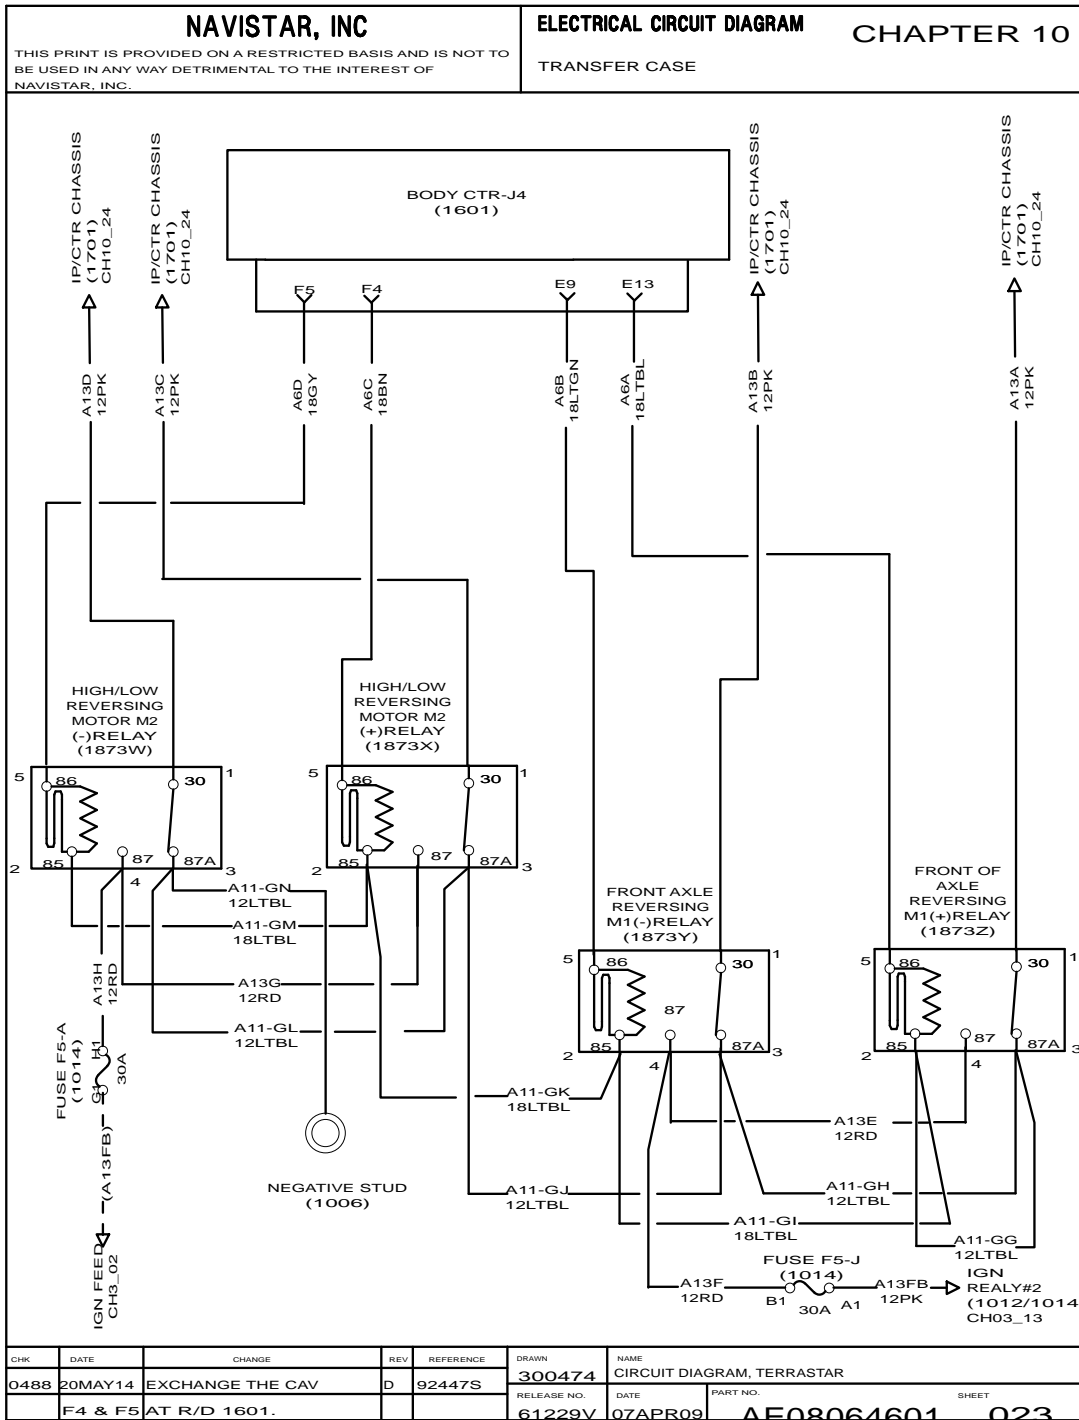 NAVISTAR, INC
THIS PRINT IS PROVIDED ON A RESTRICTED BASIS AND IS NOT TO
BE USED IN ANY WAY DETRIMENTAL TO THE INTEREST OF
NAVISTAR, INC.
ELECTRICAL CIRCUIT DIAGRAM
CHAPTER 10
TRANSFER CASE
IP/CTR CHASSIS
(1701)
CH10_24
IP/CTR CHASSIS
(1701)
CH10_24
BODY CTR-J4
(1601)
IP/CTR CHASSIS
(1701)
CH10_24
IP/CTR CHASSIS
(1701)
CH10_24
F5
F4
E9
E13
A13D
12PK
A13C
12PK
A6D
18GY
A6C
18BN
A6B
18LTGN
A6A
18LTBL
A13B
12PK
A13A
12PK
HIGH/LOW
REVERSING
MOTOR M2
(-)RELAY
(1873W)
HIGH/LOW
REVERSING
MOTOR M2
(+)RELAY
(1873X)
5
86
30
1
2
85
87
87A
3
4
5
86
30
1
2
85
87
87A
3
FRONT AXLE
REVERSING
M1(-)RELAY
(1873Y)
FRONT OF
AXLE
REVERSING
M1(+)RELAY
(1873Z)
5
86
30
1
87
2
85
87A
3
4
5
86
30
1
2
85
87
87A
3
4
A11-GN
12LTBL
A11-GM
18LTBL
A13H
12RD
A13G
12RD
A11-GL
12LTBL
FUSE F5-A
(1014)
H1
G1
30A
(A13FB)
IGN FEED
CH3_02
NEGATIVE STUD
(1006)
A11-GK
18LTBL
A13E
12RD
A11-GJ
12LTBL
A11-GH
12LTBL
A11-GI
18LTBL
A11-GG
12LTBL
A13F
12RD
FUSE F5-J
(1014)
B1
30A
A1
A13FB
12PK
IGN
REALY#2
(1012/1014
CH03_13
CHK
DATE
CHANGE
REV
REFERENCE
0488
20MAY14
EXCHANGE THE CAV
D
92447S
F4 & F5 AT R/D 1601.
DRAWN
300474
NAME
CIRCUIT DIAGRAM, TERRASTAR
RELEASE NO.
61229V
DATE
07APR09
PART NO.
AE08064601
SHEET
023